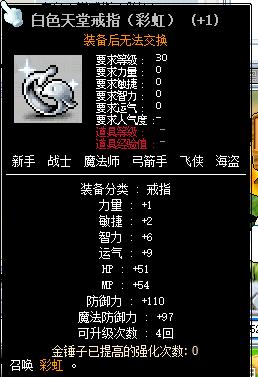 白色天堂戒指（彩虹） (+1)
装备后无法交换
要求等级： 30
要求力量： 0
要求敏捷： 0
要求智力： 0
要求运气： 0
要求人气度：-
道具等级： -
道具经验值： -
新手 战士 魔法师 弓箭手 飞侠 海盗
装备分类 : 戒指
力量 : +1
敏捷 : +2
智力 : +6
运气 : +9
HP : +51
MP : +54
防御力 : +110
魔法防御力 : +97
可升级次数 : 4回
金锤子已提高的强化次数: 0
召唤 彩虹 。